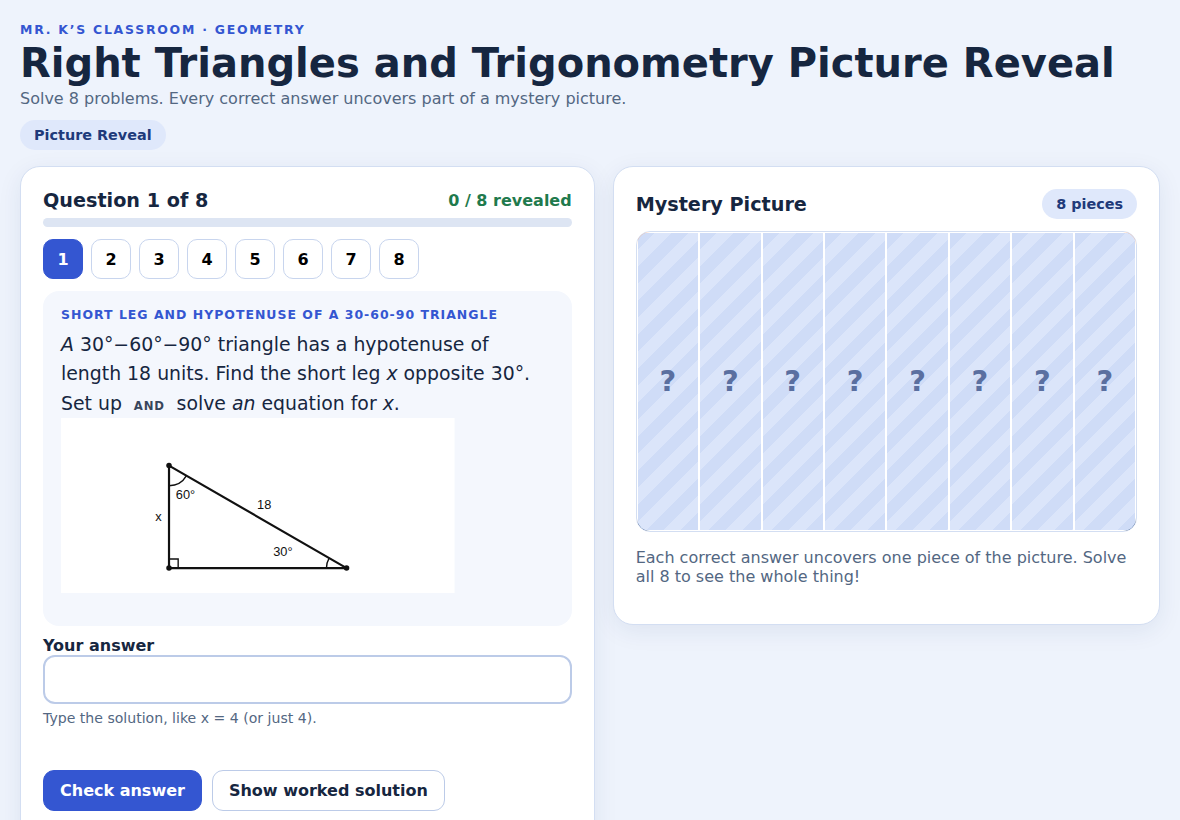 MR. K’S CLASSROOM · GEOMETRY
Right Triangles and Trigonometry Picture Reveal
Solve 8 problems. Every correct answer uncovers part of a mystery picture.
Picture Reveal
Question 1 of 8
0 / 8 revealed
1 2 3 4 5 6 7 8
SHORT LEG AND HYPOTENUSE OF A 30-60-90 TRIANGLE
A 30°−60°−90° triangle has a hypotenuse of
length 18 units. Find the short leg x opposite 30°.
Set up AND solve an equation for x.
60°
18
x
30°
Your answer
Type the solution, like x = 4 (or just 4).
Check answer
Show worked solution
Mystery Picture
8 pieces
? ? ? ? ? ? ? ?
Each correct answer uncovers one piece of the picture. Solve
all 8 to see the whole thing!